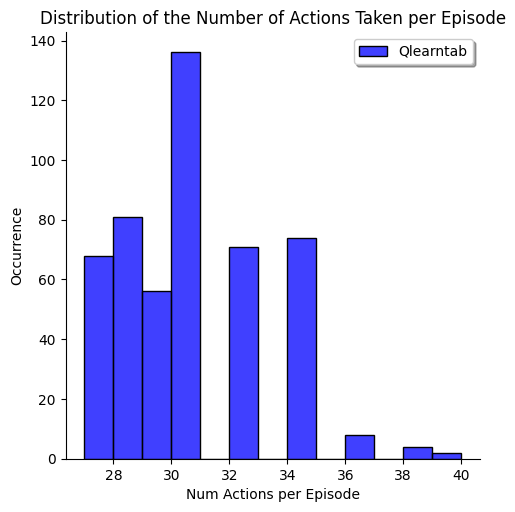 Distribution of the Number of Actions Taken per Episode
Qlearntab
Occurrence
140
120
100
80
60
40
20
0
28 30 32 34 36 38 40
Num Actions per Episode